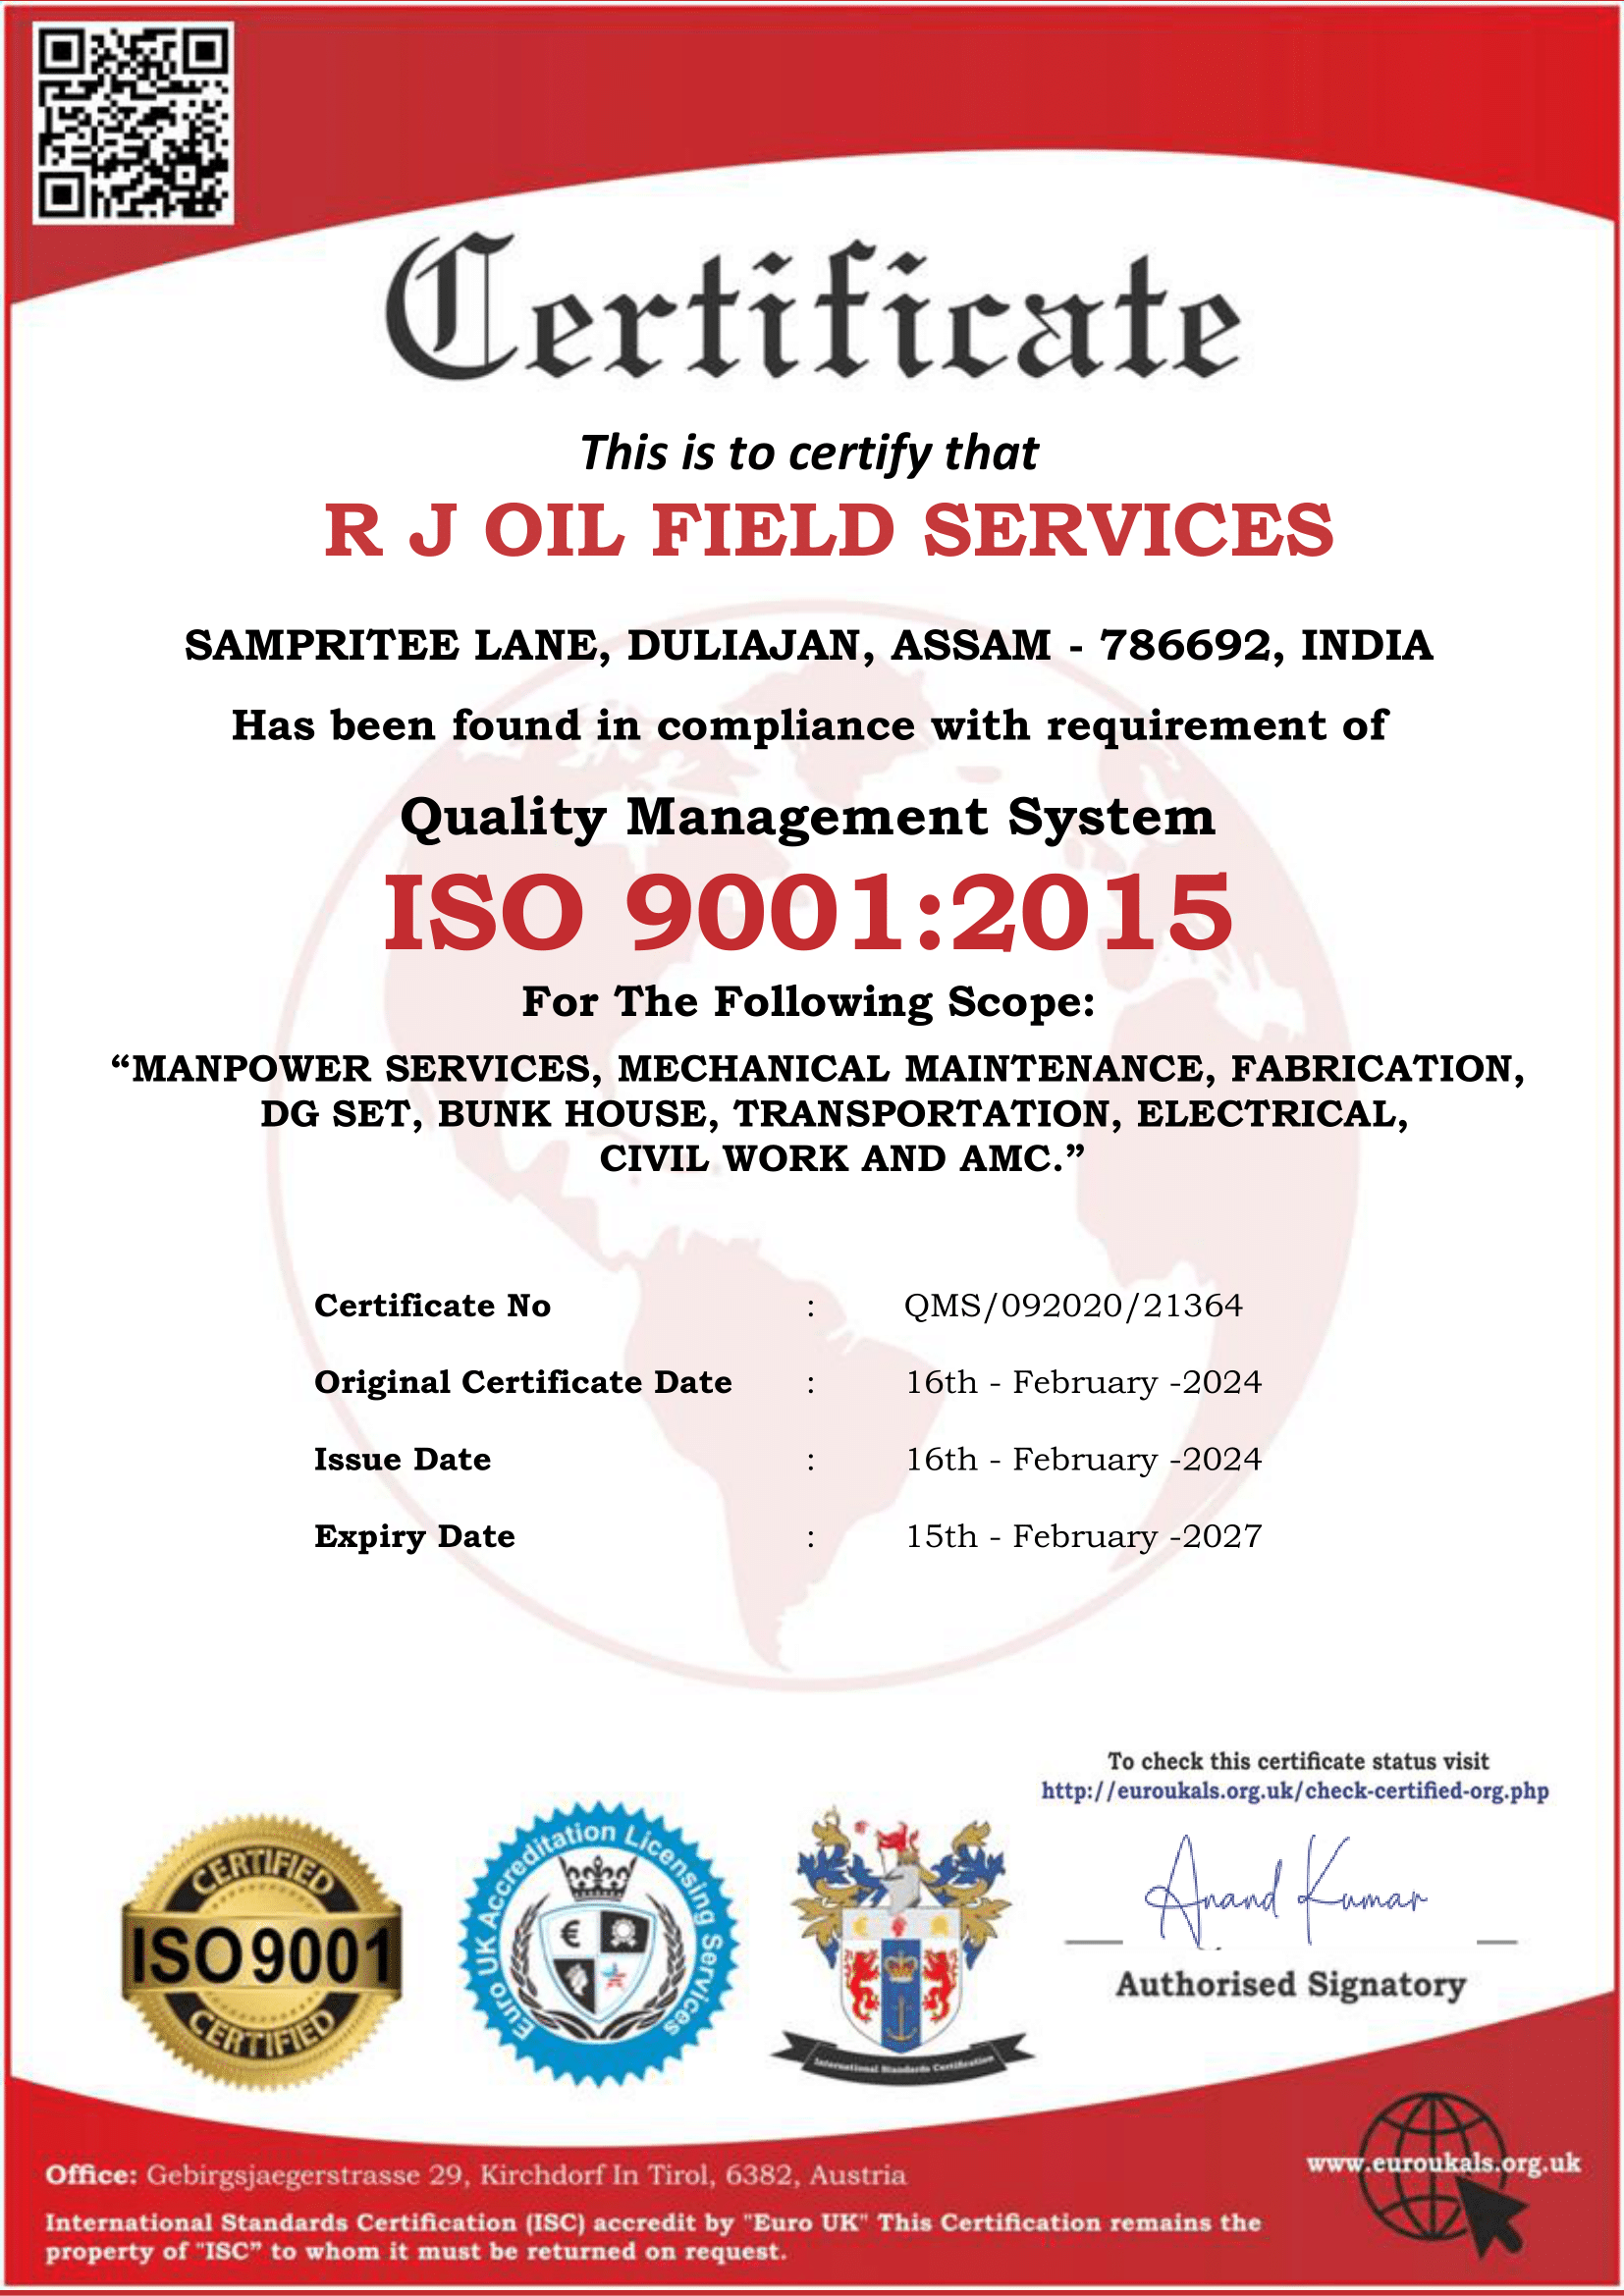 Certificate
This is to certify that
R J OIL FIELD SERVICES
SAMPRITEE LANE, DULIAJAN, ASSAM - 786692, INDIA
Has been found in compliance with requirement of
Quality Management System
ISO 9001:2015
For The Following Scope:
“MANPOWER SERVICES, MECHANICAL MAINTENANCE, FABRICATION,
DG SET, BUNK HOUSE, TRANSPORTATION, ELECTRICAL,
CIVIL WORK AND AMC.”
Certificate No : QMS/092020/21364
Original Certificate Date : 16th - February -2024
Issue Date : 16th - February -2024
Expiry Date : 15th - February -2027
To check this certificate status visit
http://euroukals.org.uk/check-certified-org.php
CERTIFIED
ISO 9001
CERTIFIED
Euro UK Accreditation Licensing Services
€
International Standards Certification
Anand Kumar
Authorised Signatory
www.euroukals.org.uk
Office: Gebirgsjaegerstrasse 29, Kirchdorf In Tirol, 6382, Austria
International Standards Certification (ISC) accredit by "Euro UK" This Certification remains the
property of "ISC” to whom it must be returned on request.